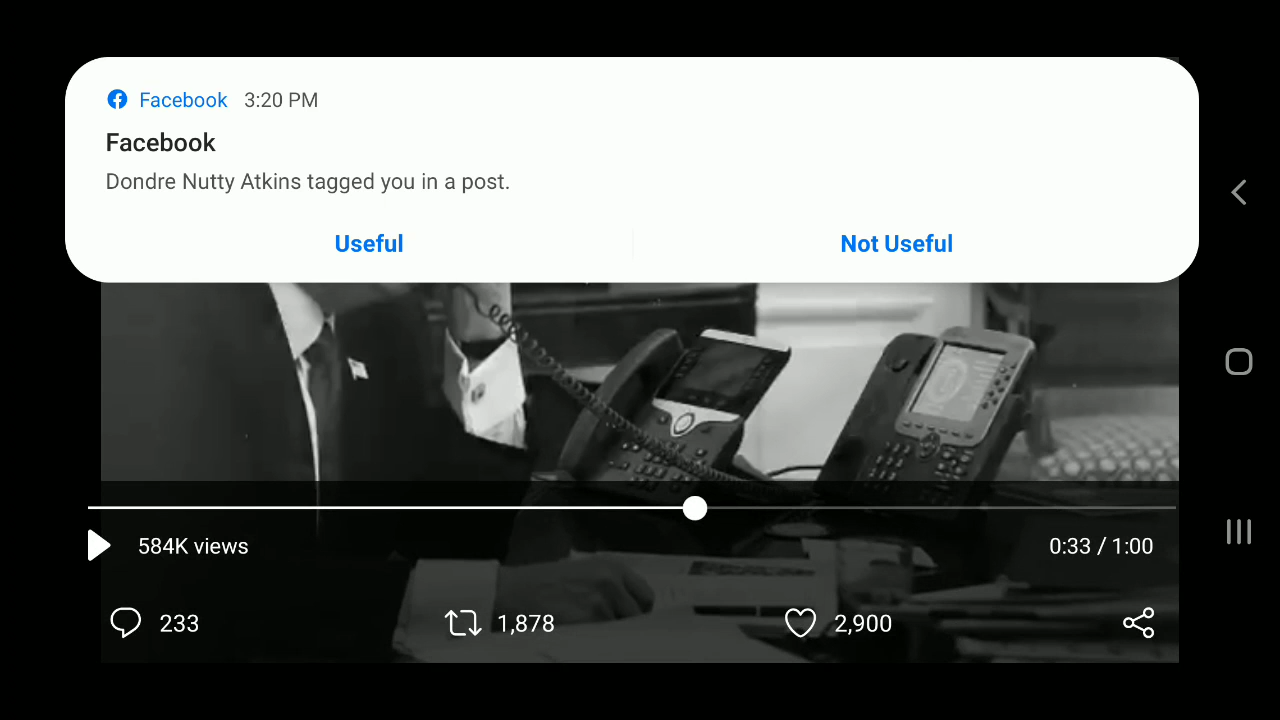 Facebook 3:20 PM
Facebook
Dondre Nutty Atkins tagged you in a post.
Useful Not Useful
584K views 0:33 / 1:00
233 1,878 2,900